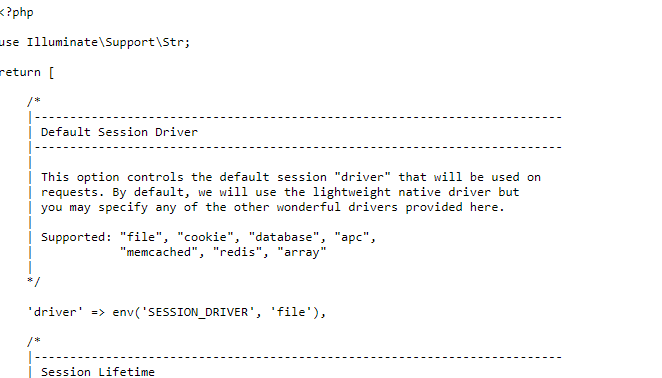 <?php
use Illuminate\Support\Str;
return [
    /*
    |--------------------------------------------------------------------------
    | Default Session Driver
    |--------------------------------------------------------------------------
    |
    | This option controls the default session "driver" that will be used on
    | requests. By default, we will use the lightweight native driver but
    | you may specify any of the other wonderful drivers provided here.
    |
    | Supported: "file", "cookie", "database", "apc",
    |            "memcached", "redis", "array"
    |
    */
    'driver' => env('SESSION_DRIVER', 'file'),
    /*
    |--------------------------------------------------------------------------
    | Session Lifetime